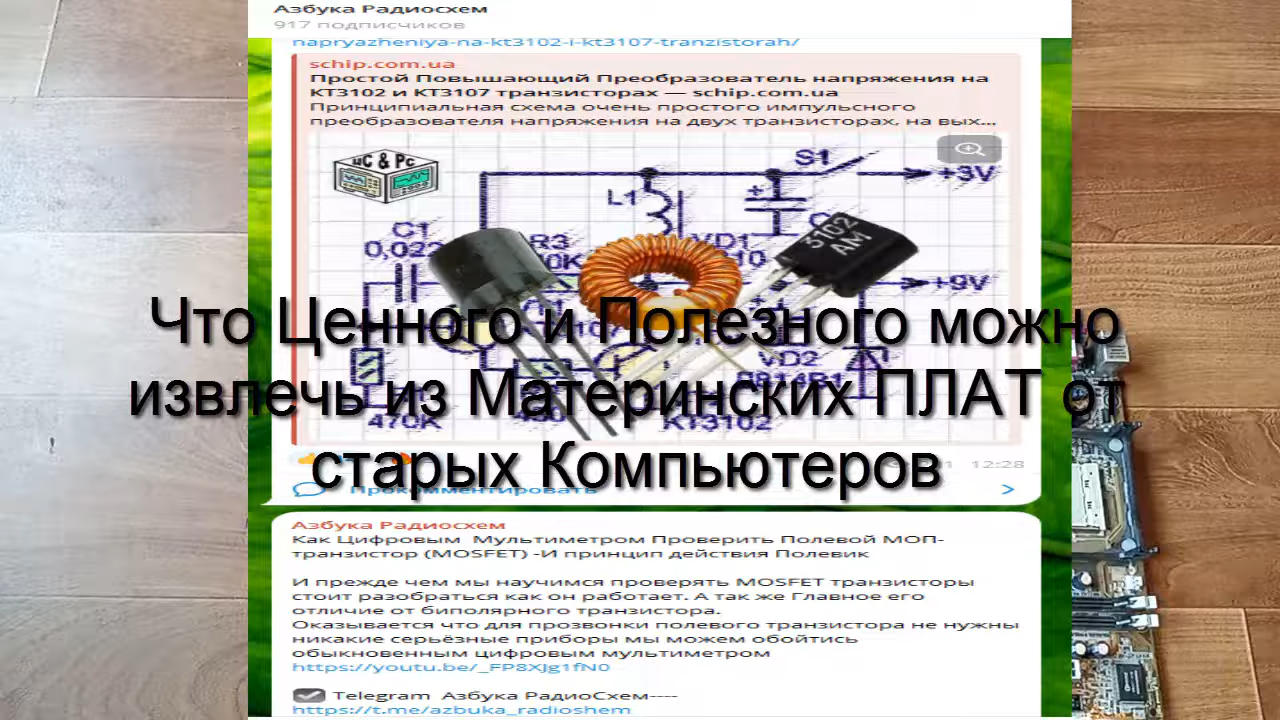 Азбука Радиосхем
917 подписчиков
napryazheniya-na-kt3102-i-kt3107-tranzistorah/
schip.com.ua
Простой Повышающий Преобразователь напряжения на
КТ3102 и КТ3107 транзисторах — schip.com.ua
Принципиальная схема очень простого импульсного
преобразователя напряжения на двух транзисторах, на вых...
µC & Pc
S1
+3V
L1
+
C1
0,022
R3
VD1
3102
АМ
+9V
Что Ценного и Полезного можно
VD2
извлечь из Материнских ПЛАТ от
470K
КТ3102
старых Компьютеров
12:28
Прокомментировать
Азбука Радиосхем
Как Цифровым Мультиметром Проверить Полевой МОП-
транзистор (MOSFET) -И принцип действия Полевик
И прежде чем мы научимся проверять MOSFET транзисторы
стоит разобраться как он работает. А так же Главное его
отличие от биполярного транзистора.
Оказывается что для прозвонки полевого транзистора не нужны
никакие серьёзные приборы мы можем обойтись
обыкновенным цифровым мультиметром
https://youtu.be/_FP8XJg1fN0
Telegram Азбука РадиоСхем----
https://t.me/azbuka_radioshem